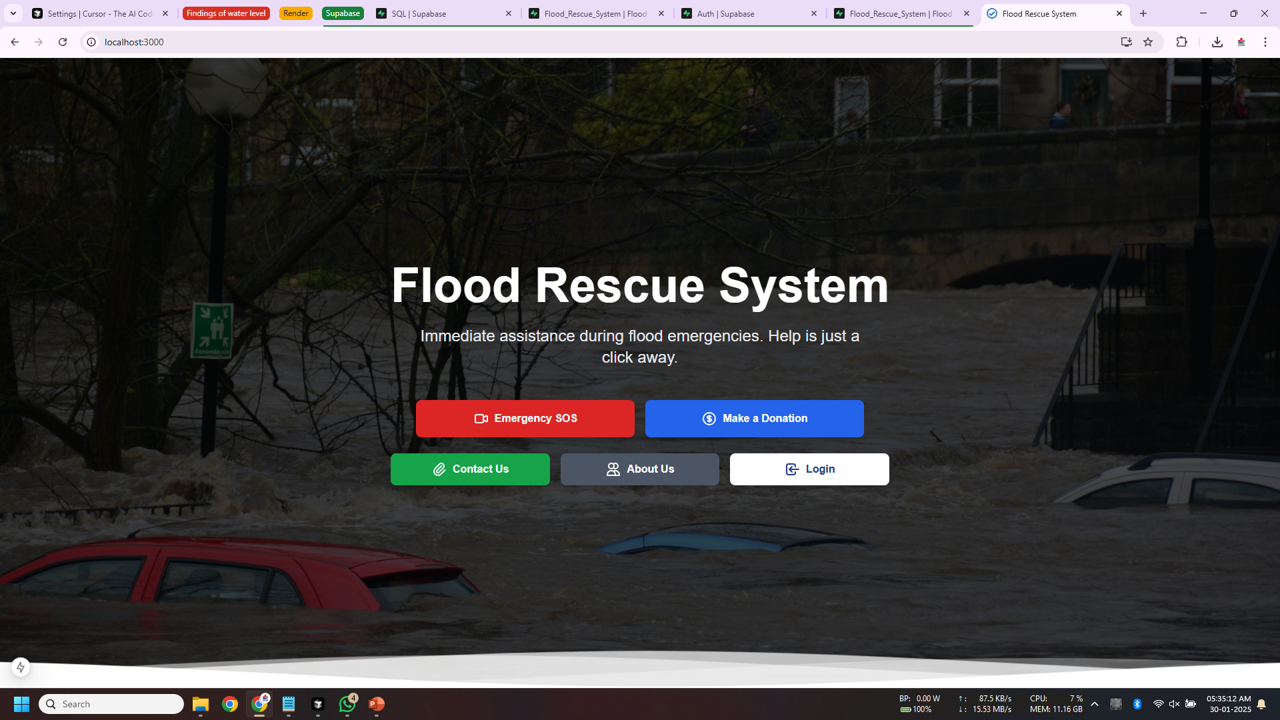 Settings | Cursor - The AI Cod
Findings of water level
Render
Supabase
SQL | Supabase
Flood_Rescue_System | Flood
Auth | Supabase
Flood_Rescue_System | Flood
Flood Rescue System
localhost:3000
Flood Rescue System
Immediate assistance during flood emergencies. Help is just a
click away.
Emergency SOS
Make a Donation
Contact Us
About Us
Login
Search
4
BP: 0.00 W
100%
87.5 KB/s
15.53 MB/s
CPU: 7 %
MEM: 11.16 GB
05:35:12 AM
30-01-2025